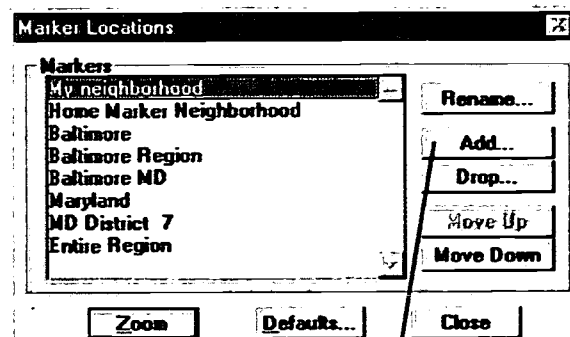 Marker Locations
Markers
My neighborhood
Home Marker Neighborhood
Baltimore
Baltimore Region
Baltimore MD
Maryland
MD District 7
Entire Region
Rename...
Add...
Drop...
Move Up
Move Down
Zoom
Defaults...
Close